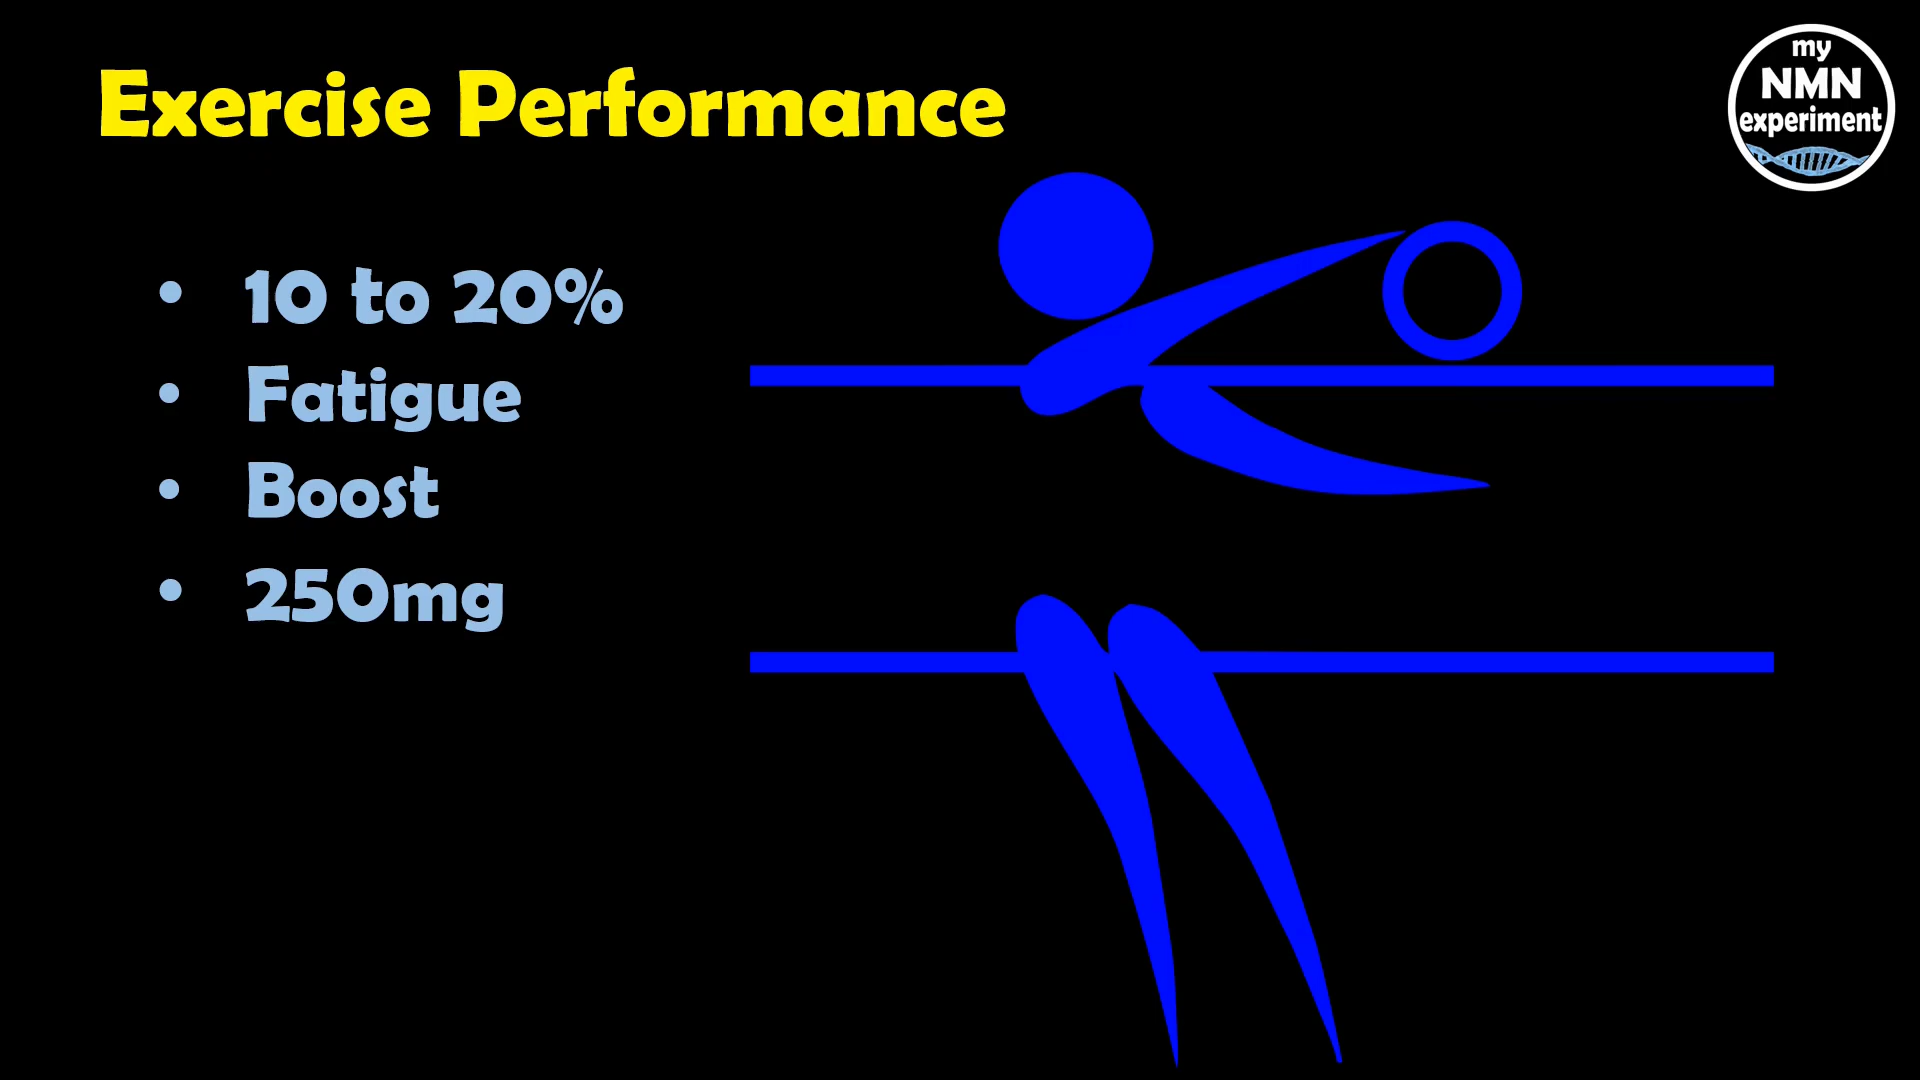 Exercise Performance
my
NMN
experiment
• 10 to 20%
• Fatigue
• Boost
• 250mg